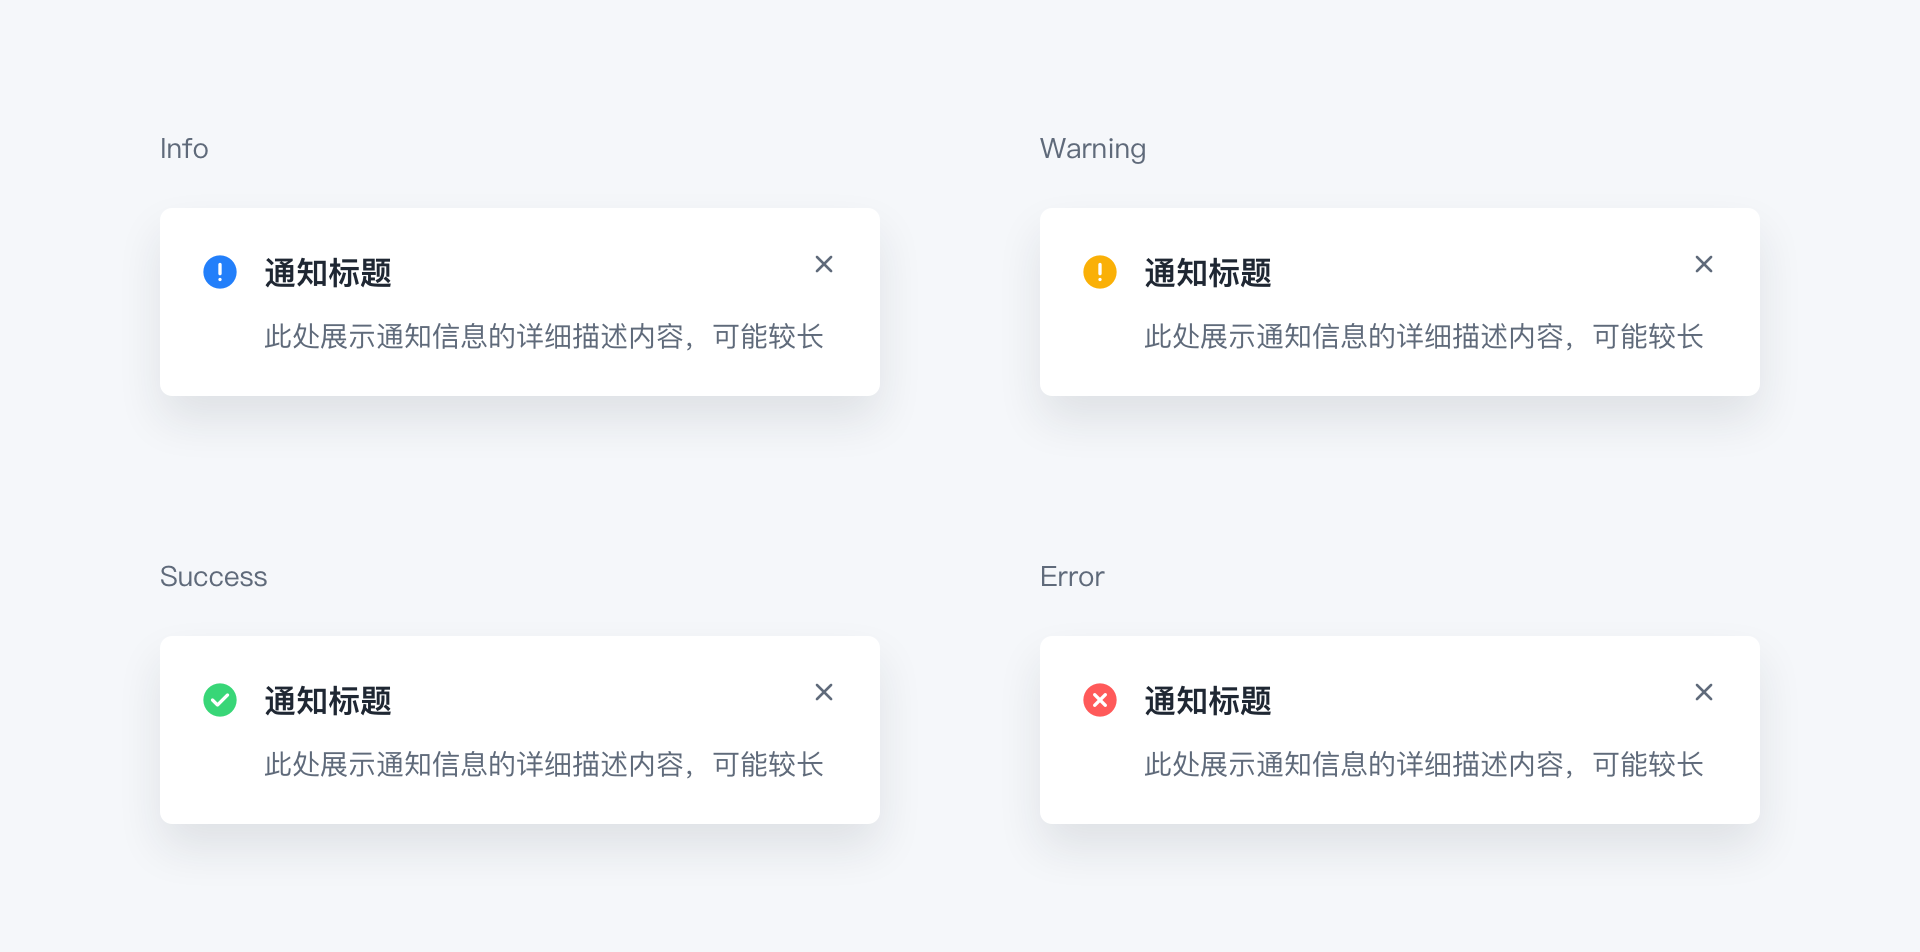 Info
通知标题
此处展示通知信息的详细描述内容，可能较长
Warning
通知标题
此处展示通知信息的详细描述内容，可能较长
Success
通知标题
此处展示通知信息的详细描述内容，可能较长
Error
通知标题
此处展示通知信息的详细描述内容，可能较长